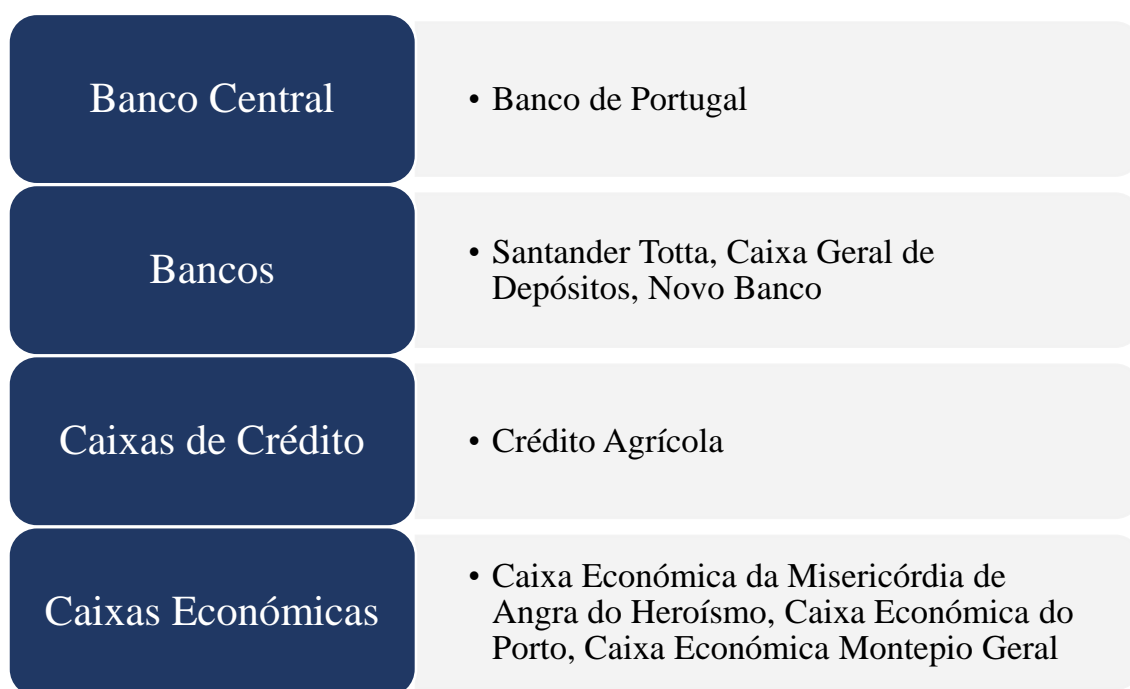 Banco Central
• Banco de Portugal
Bancos
• Santander Totta, Caixa Geral de
Depósitos, Novo Banco
Caixas de Crédito
• Crédito Agrícola
Caixas Económicas
• Caixa Económica da Misericórdia de
Angra do Heroísmo, Caixa Económica do
Porto, Caixa Económica Montepio Geral